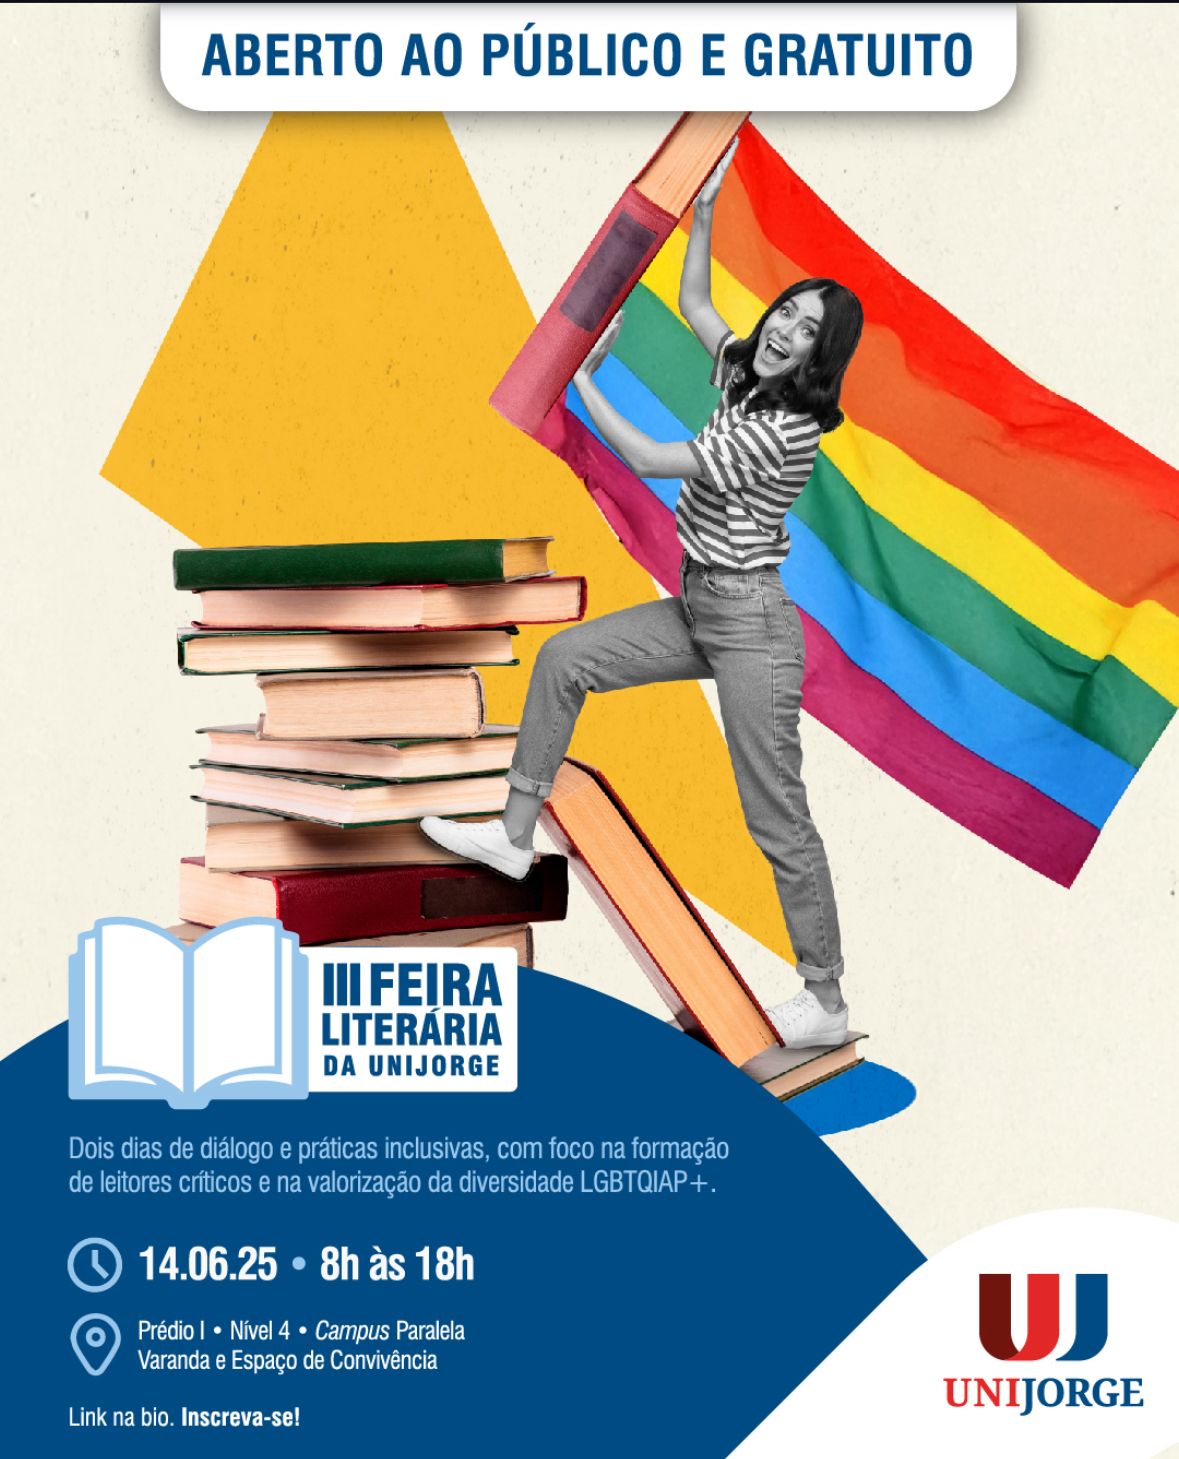 ABERTO AO PÚBLICO E GRATUITO
III FEIRA
LITERÁRIA
DA UNIJORGE
Dois dias de diálogo e práticas inclusivas, com foco na formação
de leitores críticos e na valorização da diversidade LGBTQIAP+.
14.06.25 • 8h às 18h
Prédio I • Nível 4 • Campus Paralela
Varanda e Espaço de Convivência
Link na bio. Inscreva-se!
UNIJORGE